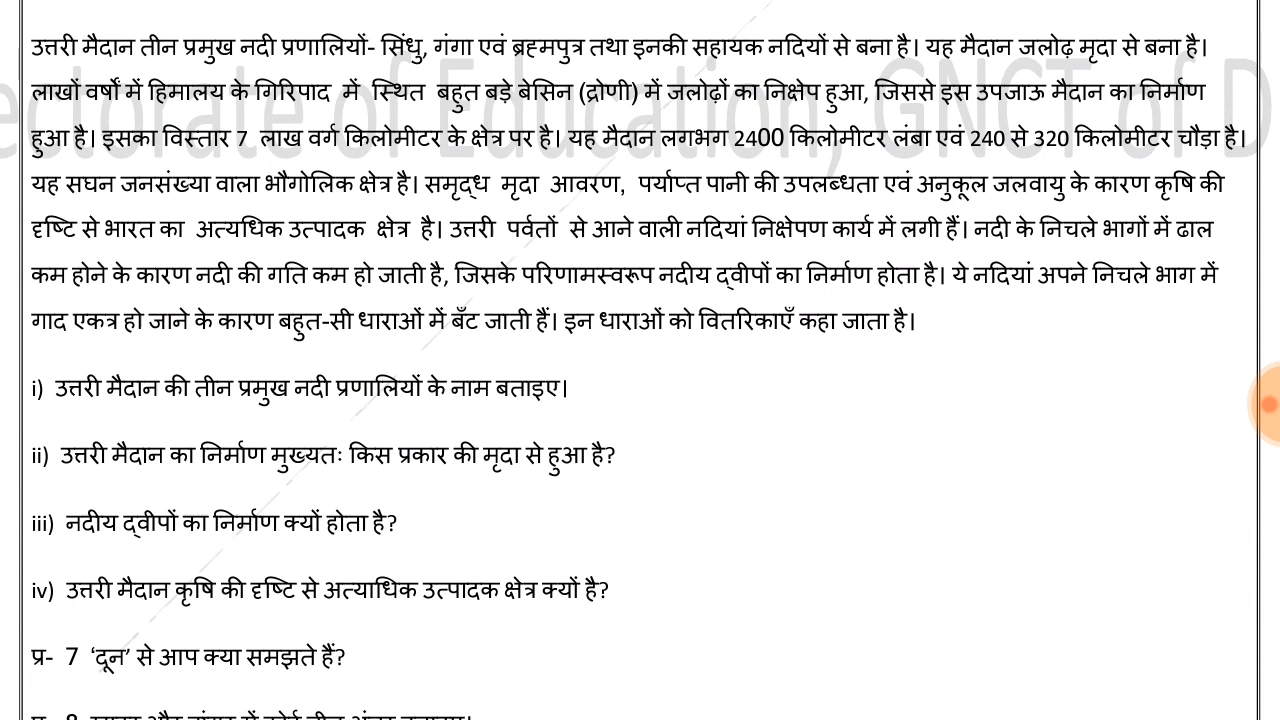 उत्तरी मैदान तीन प्रमुख नदी प्रणालियों- सिंधु, गंगा एवं ब्रह्मपुत्र तथा इनकी सहायक नदियों से बना है। यह मैदान जलोढ़ मृदा से बना है।
लाखों वर्षों में हिमालय के गिरिपाद में स्थित बहुत बड़े बेसिन (द्रोणी) में जलोढ़ों का निक्षेप हुआ, जिससे इस उपजाऊ मैदान का निर्माण
ectorate of Education, GNCT of D
हुआ है। इसका विस्तार 7 लाख वर्ग किलोमीटर के क्षेत्र पर है। यह मैदान लगभग 2400 किलोमीटर लंबा एवं 240 से 320 किलोमीटर चौड़ा है।
यह सघन जनसंख्या वाला भौगोलिक क्षेत्र है। समृद्ध मृदा आवरण, पर्याप्त पानी की उपलब्धता एवं अनुकूल जलवायु के कारण कृषि की
दृष्टि से भारत का अत्यधिक उत्पादक क्षेत्र है। उत्तरी पर्वतों से आने वाली नदियां निक्षेपण कार्य में लगी हैं। नदी के निचले भागों में ढाल
कम होने के कारण नदी की गति कम हो जाती है, जिसके परिणामस्वरूप नदीय द्वीपों का निर्माण होता है। ये नदियां अपने निचले भाग में
गाद एकत्र हो जाने के कारण बहुत-सी धाराओं में बँट जाती हैं। इन धाराओं को वितरिकाएँ कहा जाता है।
i) उत्तरी मैदान की तीन प्रमुख नदी प्रणालियों के नाम बताइए।
ii) उत्तरी मैदान का निर्माण मुख्यतः किस प्रकार की मृदा से हुआ है?
iii) नदीय द्वीपों का निर्माण क्यों होता है?
iv) उत्तरी मैदान कृषि की दृष्टि से अत्याधिक उत्पादक क्षेत्र क्यों है?
प्र- 7 ‘दून’ से आप क्या समझते हैं?